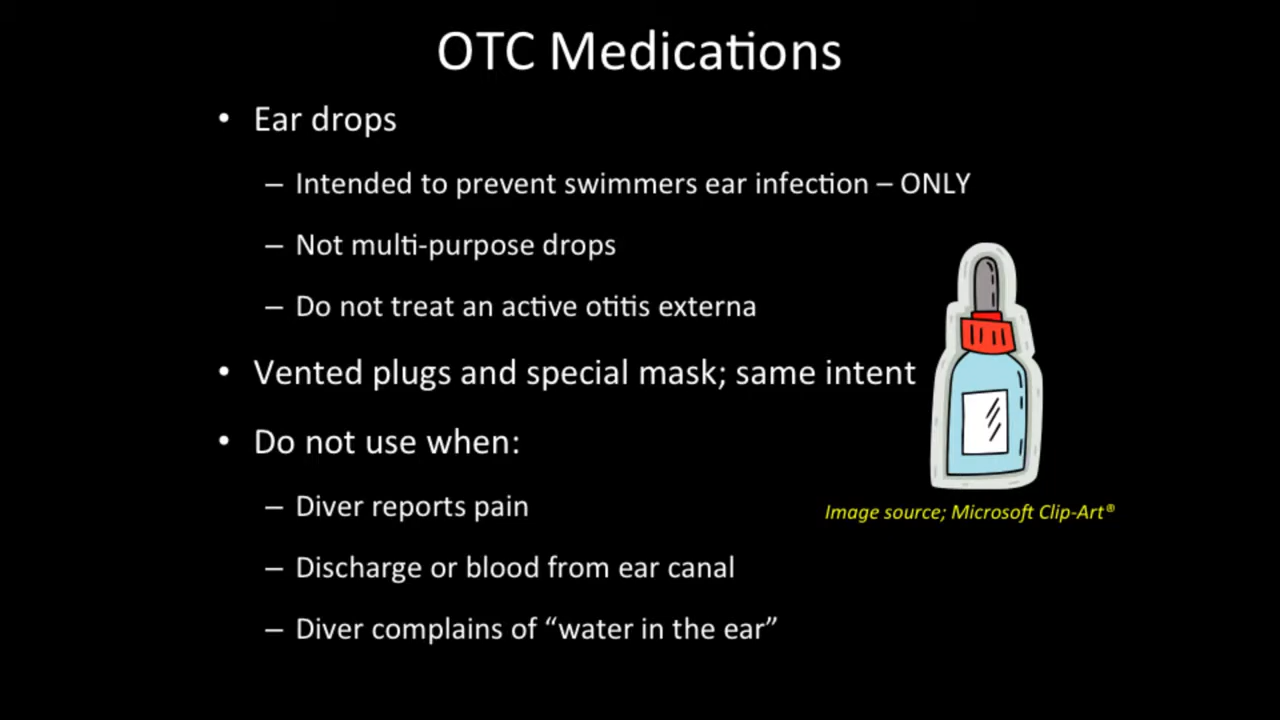 OTC Medications
• Ear drops
– Intended to prevent swimmers ear infection – ONLY
– Not multi-purpose drops
– Do not treat an active otitis externa
• Vented plugs and special mask; same intent
• Do not use when:
– Diver reports pain
Image source; Microsoft Clip-Art®
– Discharge or blood from ear canal
– Diver complains of “water in the ear”